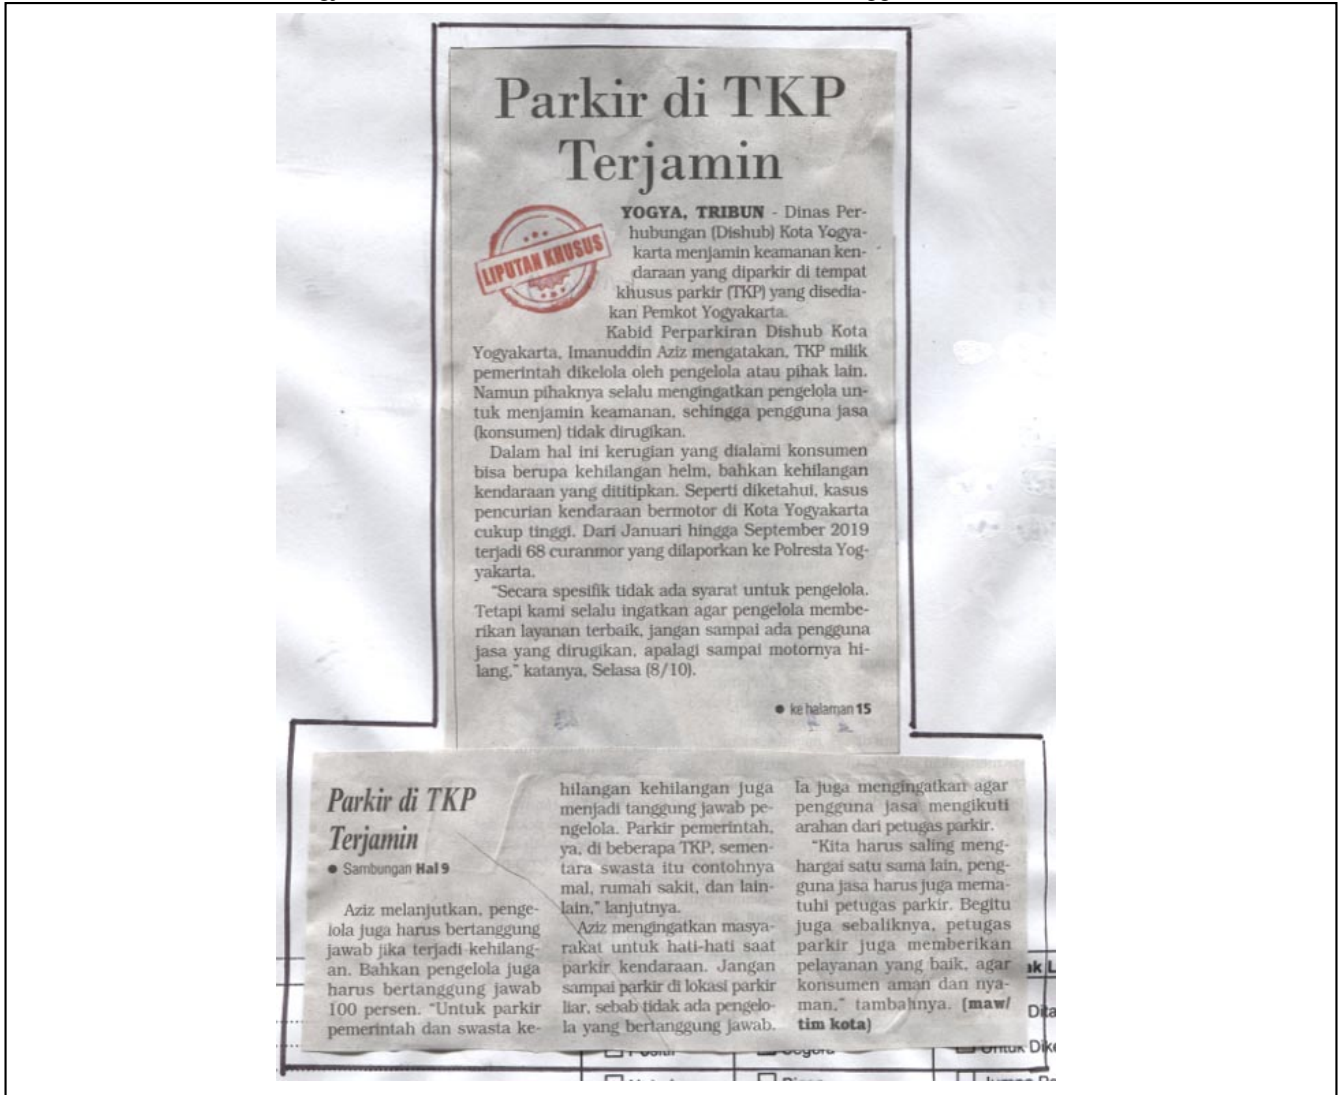 Parkir di TKP
Terjamin
LIPUTAN KHUSUS
YOGYA, TRIBUN - Dinas Per-
hubungan (Dishub) Kota Yogya-
karta menjamin keamanan ken-
daraan yang diparkir di tempat
khusus parkir (TKP) yang disedia-
kan Pemkot Yogyakarta.
Kabid Perparkiran Dishub Kota
Yogyakarta, Imanuddin Aziz mengatakan, TKP milik
pemerintah dikelola oleh pengelola atau pihak lain.
Namun pihaknya selalu mengingatkan pengelola un-
tuk menjamin keamanan, sehingga pengguna jasa
(konsumen) tidak dirugikan.
Dalam hal ini kerugian yang dialami konsumen
bisa berupa kehilangan helm, bahkan kehilangan
kendaraan yang dititipkan. Seperti diketahui, kasus
pencurian kendaraan bermotor di Kota Yogyakarta
cukup tinggi. Dari Januari hingga September 2019
terjadi 68 curanmor yang dilaporkan ke Polresta Yog-
yakarta.
"Secara spesifik tidak ada syarat untuk pengelola.
Tetapi kami selalu ingatkan agar pengelola membe-
rikan layanan terbaik, jangan sampai ada pengguna
jasa yang dirugikan, apalagi sampai motornya hi-
lang," katanya, Selasa (8/10).
● ke halaman 15
Parkir di TKP
Terjamin
● Sambungan Hal 9
Aziz melanjutkan, penge-
lola juga harus bertanggung
jawab jika terjadi kehilang-
an. Bahkan pengelola juga
harus bertanggung jawab
100 persen. "Untuk parkir
pemerintah dan swasta ke-
hilangan kehilangan juga
menjadi tanggung jawab pe-
ngelola. Parkir pemerintah,
ya, di beberapa TKP, semen-
tara swasta itu contohnya
mal, rumah sakit, dan lain-
lain," lanjutnya.
Aziz mengingatkan masya-
rakat untuk hati-hati saat
parkir kendaraan. Jangan
sampai parkir di lokasi parkir
liar, sebab tidak ada pengelo-
la yang bertanggung jawab.
Ia juga mengingatkan agar
pengguna jasa mengikuti
arahan dari petugas parkir.
"Kita harus saling meng-
hargai satu sama lain, peng-
guna jasa harus juga mema-
tuhi petugas parkir. Begitu
juga sebaliknya, petugas
parkir juga memberikan
pelayanan yang baik, agar
konsumen aman dan nya-
man," tambahnya. (maw/
tim kota)